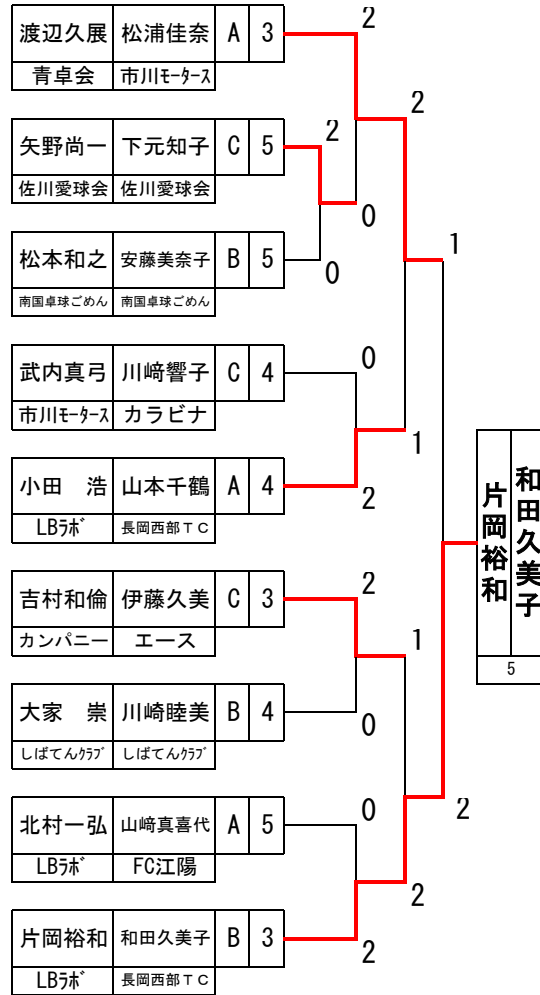 渡辺久展 松浦佳奈 A 3
青卓会 市川ﾓｰﾀｰｽ
2
矢野尚一 下元知子 C 5
佐川愛球会 佐川愛球会
2
2
0
松本和之 安藤美奈子 B 5
南国卓球ごめん 南国卓球ごめん
0
1
武内真弓 川﨑響子 C 4
市川ﾓｰﾀｰｽ カラビナ
0
1
小田　浩 山本千鶴 A 4
LBﾗﾎﾞ 長岡西部ＴＣ
2
片岡裕和
和田久美子
5
吉村和倫 伊藤久美 C 3
カンパニー エース
2
1
大家　崇 川崎睦美 B 4
しばてんｸﾗﾌﾞ しばてんｸﾗﾌﾞ
0
北村一弘 山﨑真喜代 A 5
LBﾗﾎﾞ FC江陽
0
2
2
片岡裕和 和田久美子 B 3
LBﾗﾎﾞ 長岡西部ＴＣ
2